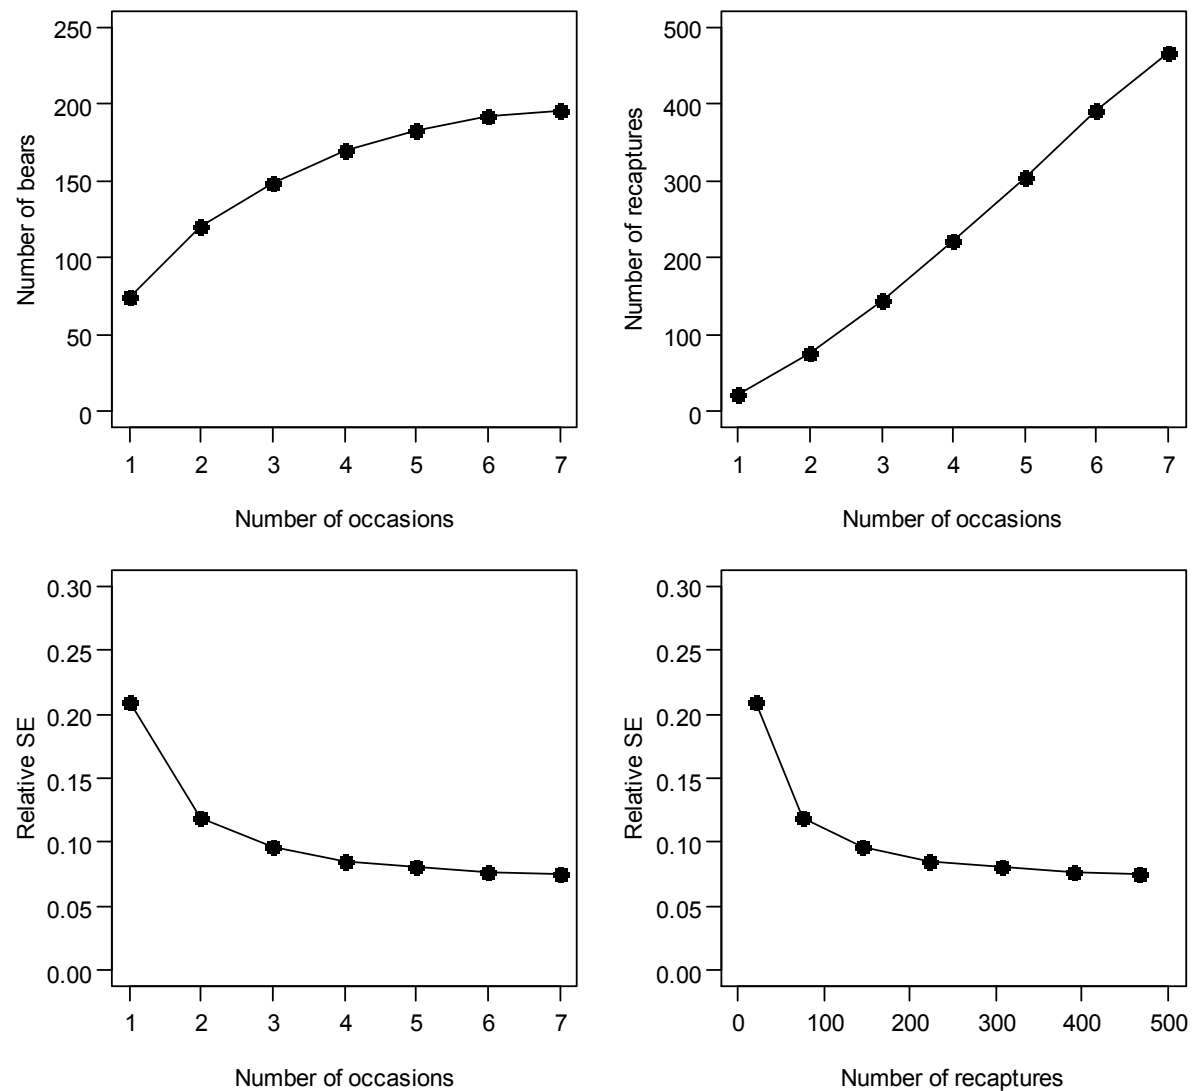 250
200
150
100
50
0
Number of bears
1 2 3 4 5 6 7
Number of occasions
500
400
300
200
100
0
Number of recaptures
1 2 3 4 5 6 7
Number of occasions
0.30
0.25
0.20
0.15
0.10
0.05
0.00
Relative SE
1 2 3 4 5 6 7
Number of occasions
0.30
0.25
0.20
0.15
0.10
0.05
0.00
Relative SE
0 100 200 300 400 500
Number of recaptures